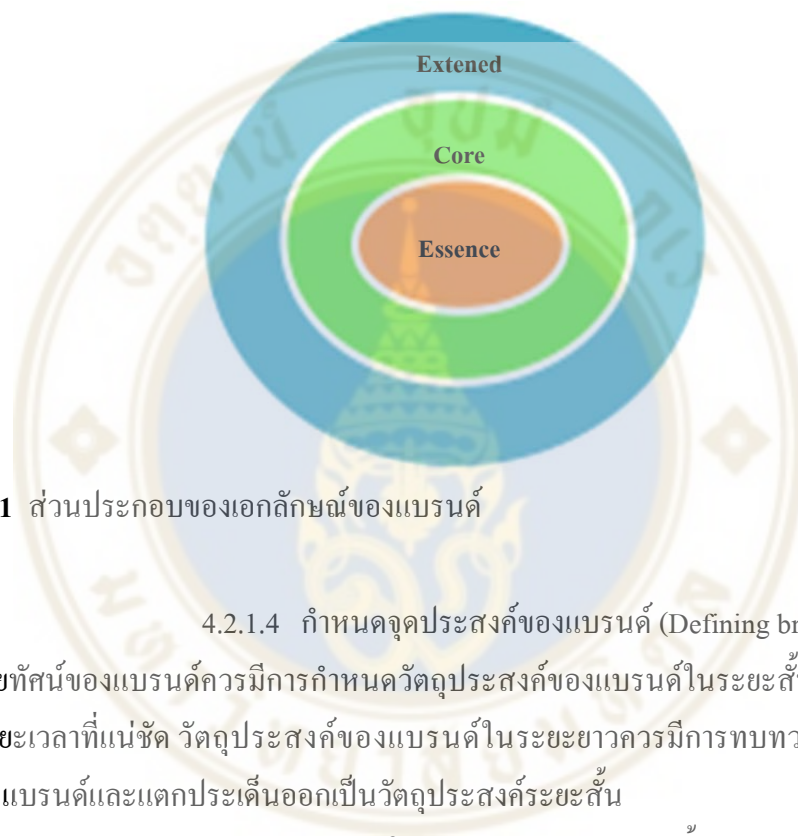 Extened
Core
Essence
1 ส่วนประกอบของเอกลักษณ์ของแบรนด์
4.2.1.4 กำหนดจุดประสงค์ของแบรนด์ (Defining br
ยทัศน์ของแบรนด์ควรมีการกำหนดวัตถุประสงค์ของแบรนด์ในระยะสั้น
ยะเวลาที่แน่ชัด วัตถุประสงค์ของแบรนด์ในระยะยาวควรมีการทบทว
แบรนด์และแตกประเด็นออกเป็นวัตถุประสงค์ระยะสั้น